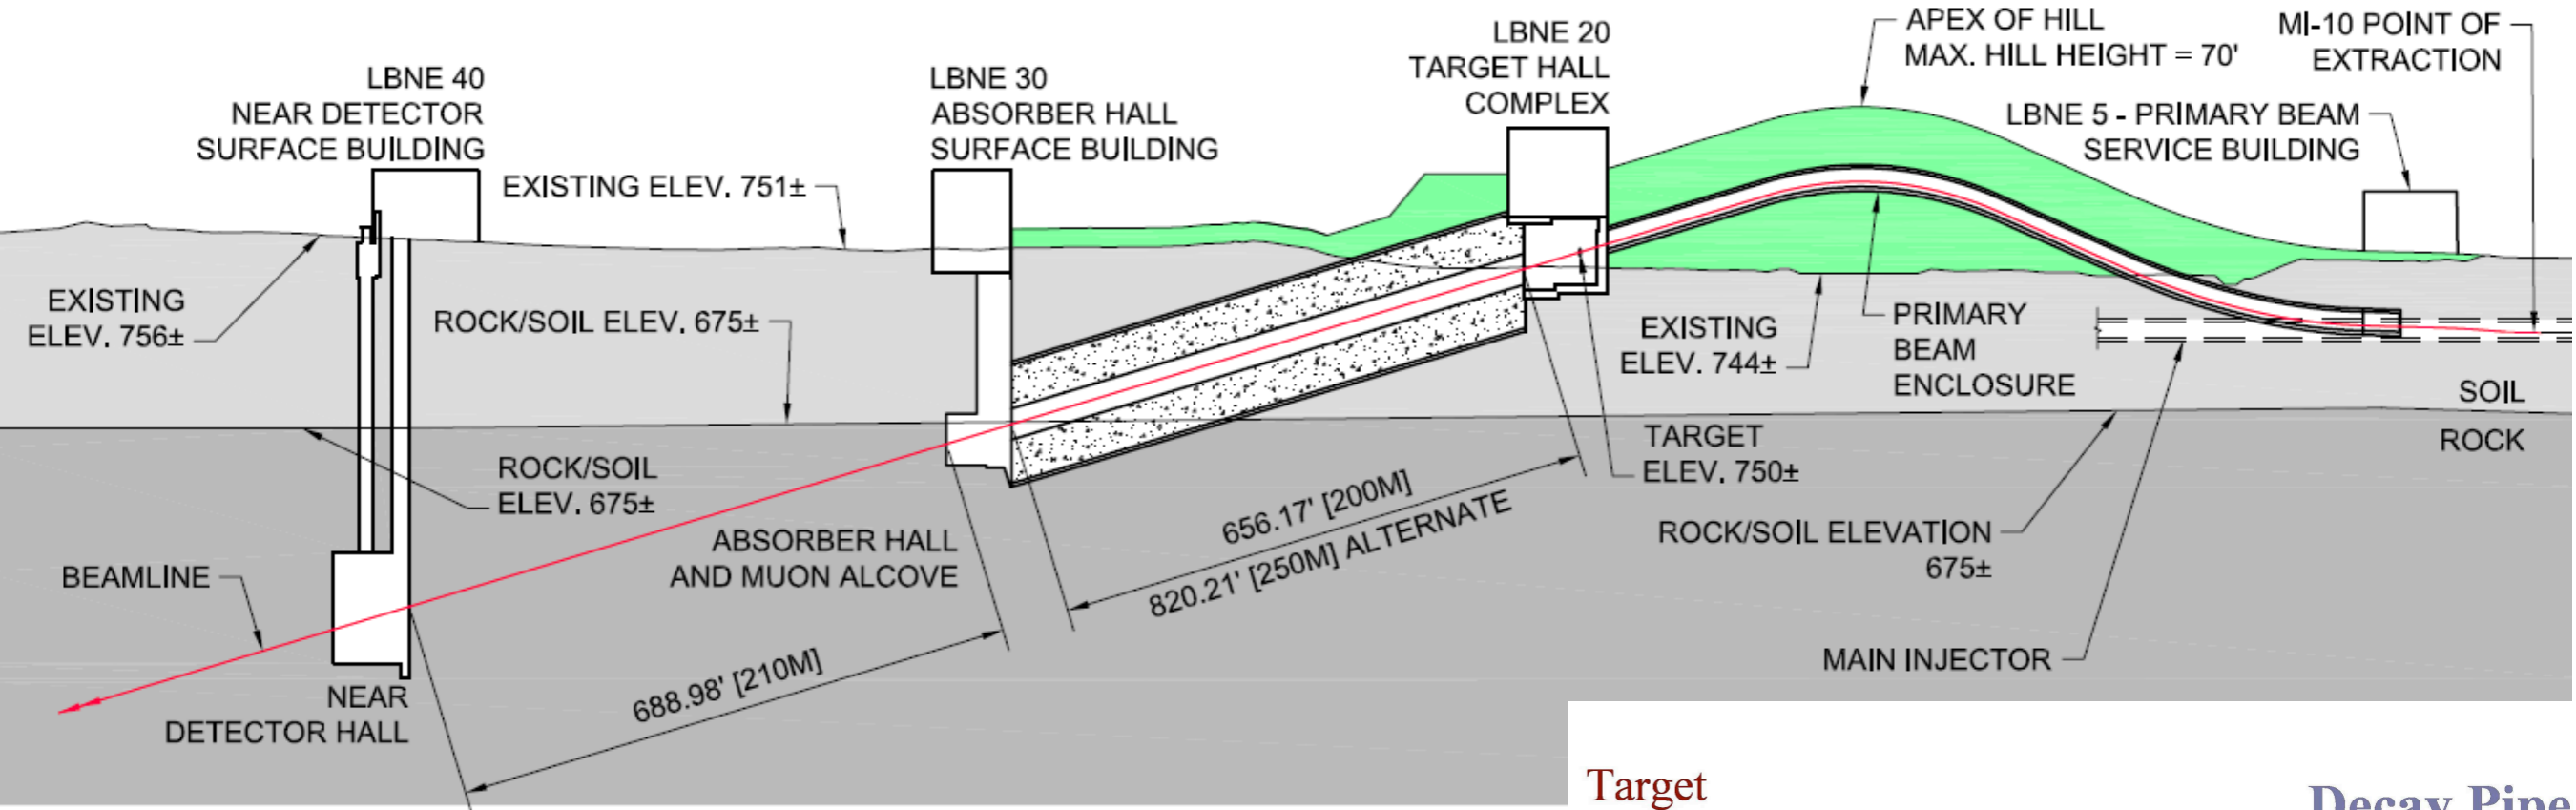 APEX OF HILL
MAX. HILL HEIGHT = 70'
MI-10 POINT OF
EXTRACTION
LBNE 20
TARGET HALL
COMPLEX
LBNE 40
NEAR DETECTOR
SURFACE BUILDING
LBNE 30
ABSORBER HALL
SURFACE BUILDING
LBNE 5 - PRIMARY BEAM
SERVICE BUILDING
EXISTING ELEV. 751±
EXISTING
ELEV. 756±
ROCK/SOIL ELEV. 675±
EXISTING
ELEV. 744±
PRIMARY
BEAM
ENCLOSURE
SOIL
ROCK
TARGET
ELEV. 750±
ROCK/SOIL
ELEV. 675±
656.17' [200M]
820.21' [250M] ALTERNATE
ROCK/SOIL ELEVATION
675±
ABSORBER HALL
AND MUON ALCOVE
BEAMLINE
688.98' [210M]
MAIN INJECTOR
NEAR
DETECTOR HALL
Target
Decay Pipe